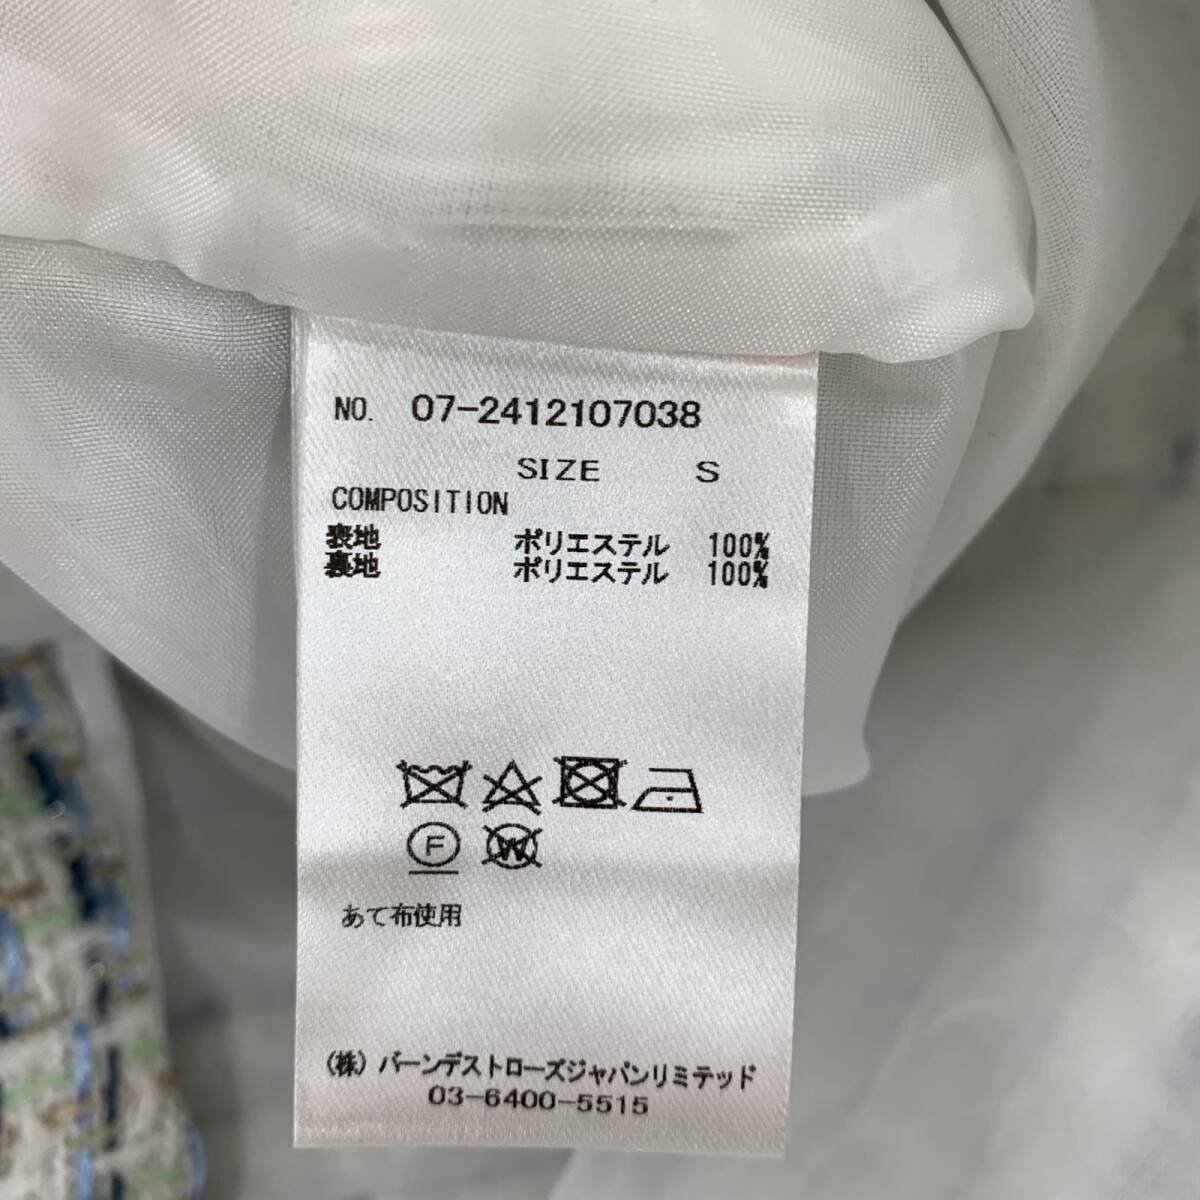 NO. 07-2412107038
SIZE S
COMPOSITION
表地 ポリエステル 100%
裏地 ポリエステル 100%
F W
あて布使用
(株) バーンデストローズジャパンリミテッド
03-6400-5515